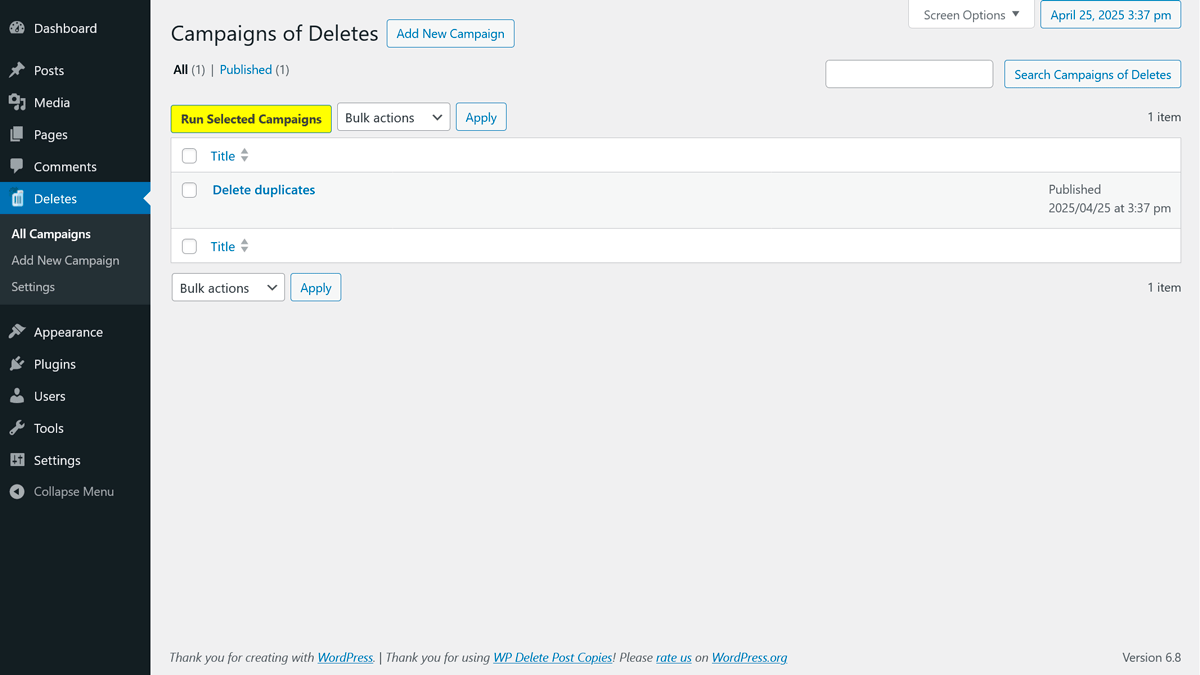 Dashboard
Posts
Media
Pages
Comments
Deletes
All Campaigns
Add New Campaign
Settings
Appearance
Plugins
Users
Tools
Settings
Collapse Menu
Screen Options ▼
April 25, 2025 3:37 pm
Campaigns of Deletes Add New Campaign
All (1) | Published (1)
Search Campaigns of Deletes
Run Selected Campaigns Bulk actions Apply 1 item
Title
Delete duplicates Published
2025/04/25 at 3:37 pm
Title
Bulk actions Apply 1 item
Thank you for creating with WordPress. | Thank you for using WP Delete Post Copies! Please rate us on WordPress.org Version 6.8